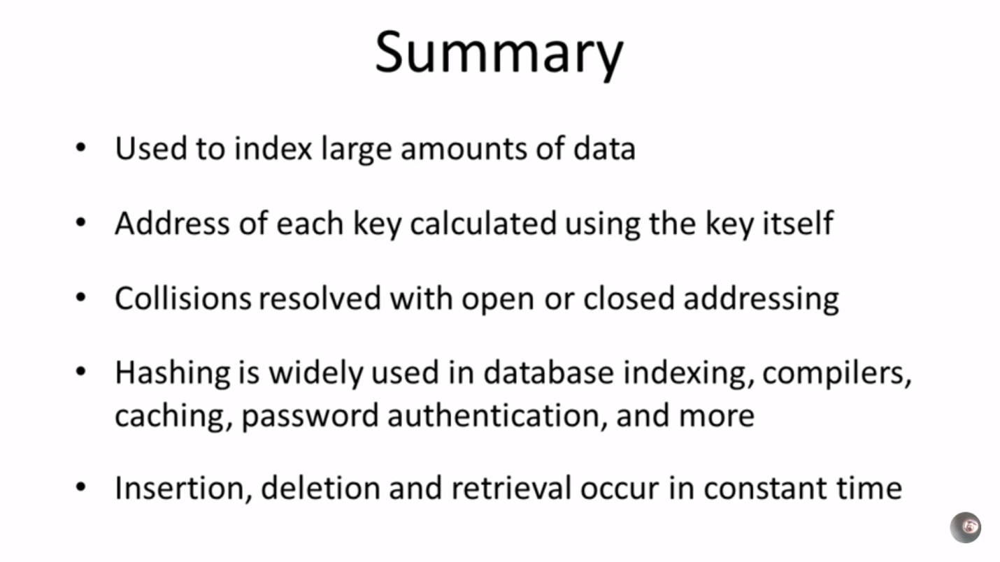 Summary
• Used to index large amounts of data
• Address of each key calculated using the key itself
• Collisions resolved with open or closed addressing
• Hashing is widely used in database indexing, compilers,
caching, password authentication, and more
• Insertion, deletion and retrieval occur in constant time